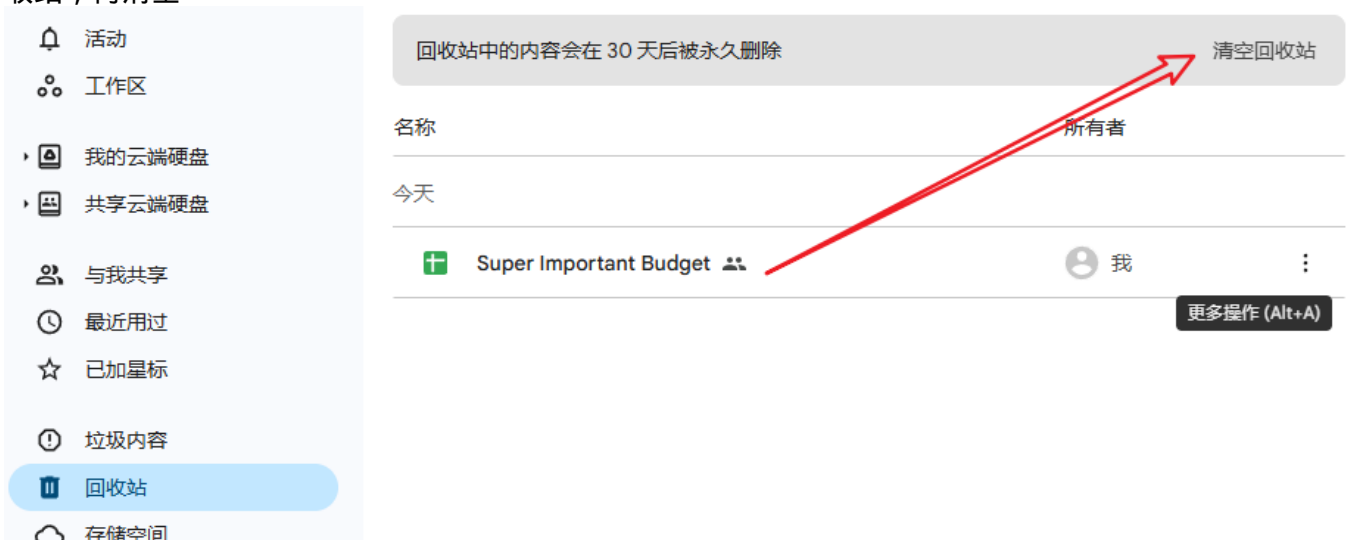 活动
工作区
我的云端硬盘
共享云端硬盘
与我共享
最近用过
已加星标
垃圾内容
回收站
存储空间
回收站中的内容会在 30 天后被永久删除 清空回收站
名称 所有者
今天
Super Important Budget 我
更多操作 (Alt+A)